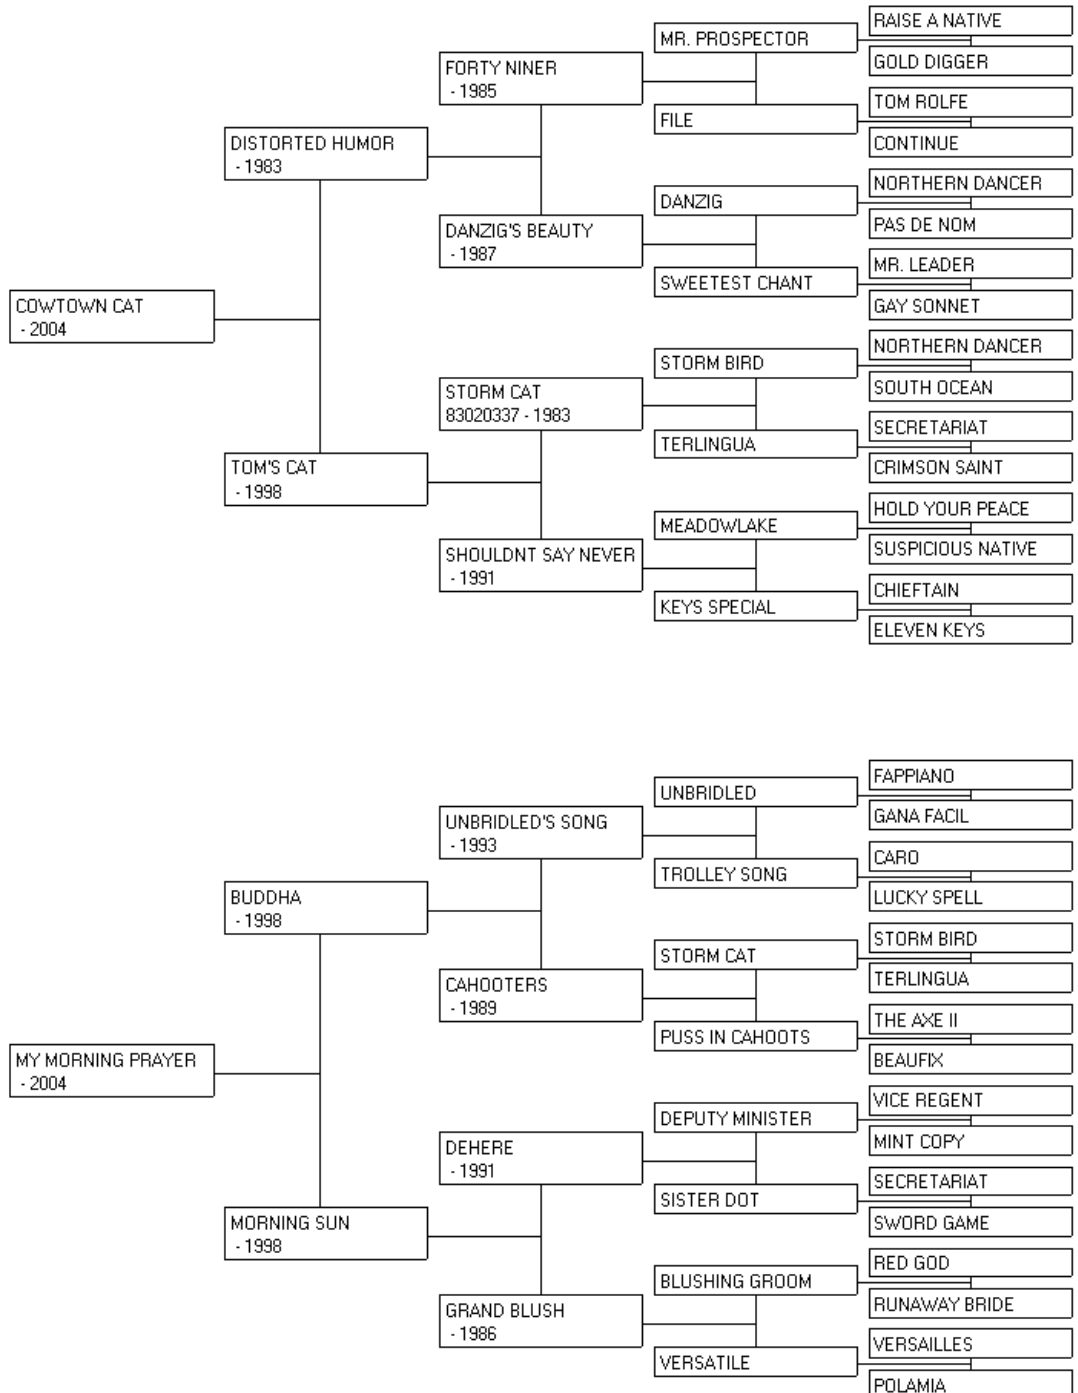 RAISE A NATIVE
MR. PROSPECTOR
GOLD DIGGER
FORTY NINER
- 1985
TOM ROLFE
FILE
CONTINUE
DISTORTED HUMOR
- 1983
NORTHERN DANCER
DANZIG
PAS DE NOM
DANZIG'S BEAUTY
- 1987
MR. LEADER
SWEETEST CHANT
GAY SONNET
COWTOWN CAT
- 2004
NORTHERN DANCER
STORM BIRD
SOUTH OCEAN
STORM CAT
83020337 - 1983
SECRETARIAT
TERLINGUA
CRIMSON SAINT
TOM'S CAT
- 1998
HOLD YOUR PEACE
MEADOWLAKE
SUSPICIOUS NATIVE
SHOULDNT SAY NEVER
- 1991
CHIEFTAIN
KEYS SPECIAL
ELEVEN KEYS
FAPPIANO
UNBRIDLED
GANA FACIL
UNBRIDLED'S SONG
- 1993
CARO
TROLLEY SONG
LUCKY SPELL
BUDDHA
- 1998
STORM BIRD
STORM CAT
TERLINGUA
CAHOOTERS
- 1989
THE AXE II
PUSS IN CAHOOTS
BEAUFIX
MY MORNING PRAYER
- 2004
VICE REGENT
DEPUTY MINISTER
MINT COPY
DEHERE
- 1991
SECRETARIAT
SISTER DOT
SWORD GAME
MORNING SUN
- 1998
RED GOD
BLUSHING GROOM
RUNAWAY BRIDE
GRAND BLUSH
- 1986
VERSAILLES
VERSATILE
POLAMIA